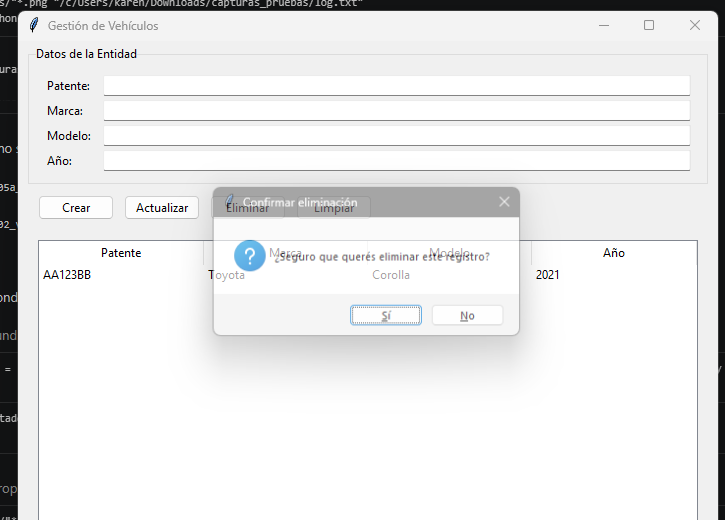 s/"*.png "/c/Users/karen/Downloads/capturas_pruebas/log.txt"
Gestión de Vehículos
Datos de la Entidad
Patente:
Marca:
Modelo:
Año:
Crear Actualizar Eliminar Limpiar
Confirmar eliminación
Patente Marca Modelo Año
¿Seguro que querés eliminar este registro?
AA123BB Toyota Corolla 2021
Sí No